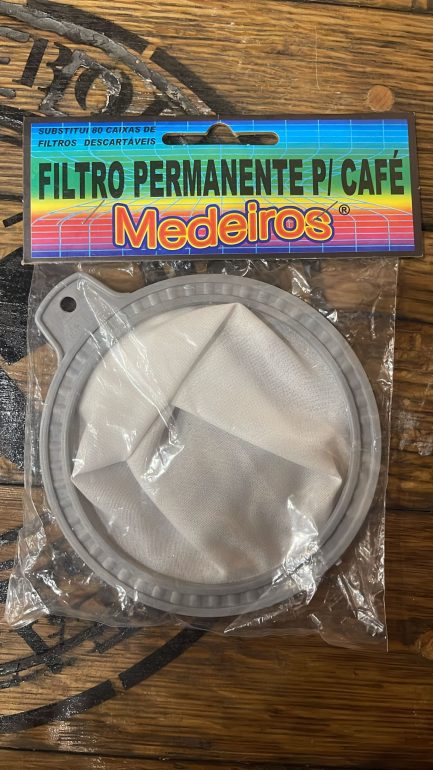 SUBSTITUI 80 CAIXAS DE
FILTROS DESCARTÁVEIS
FILTRO PERMANENTE P/ CAFÉ
Medeiros®